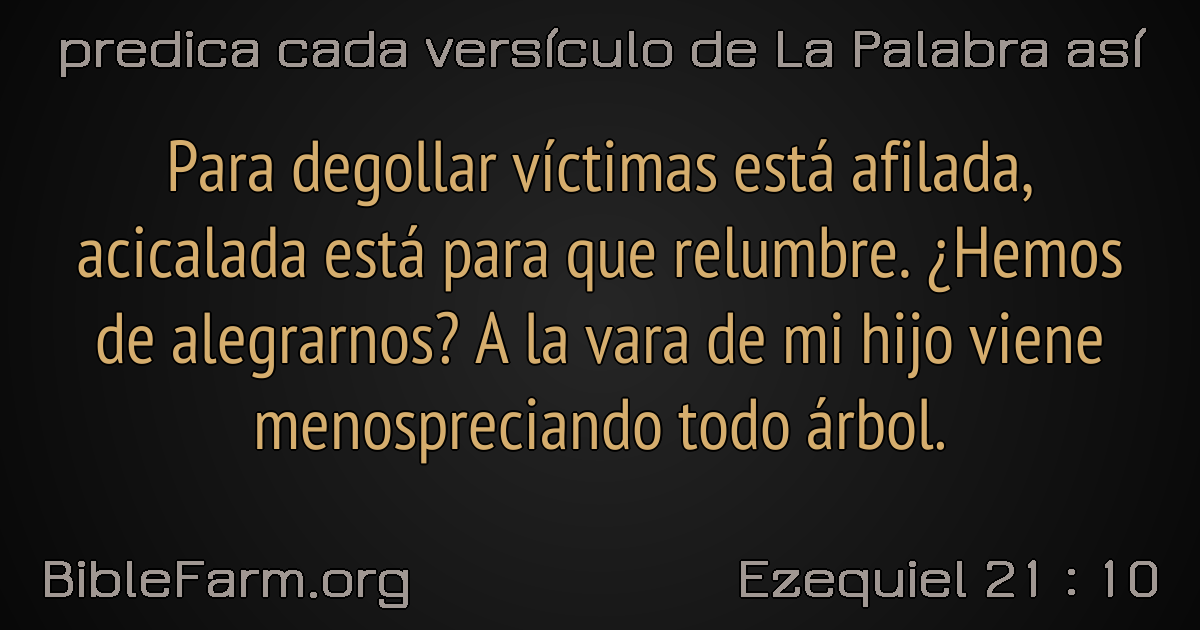 predica cada versículo de La Palabra así
Para degollar víctimas está afilada,
acicalada está para que relumbre. ¿Hemos
de alegrarnos? A la vara de mi hijo viene
menospreciando todo árbol.
BibleFarm.org
Ezequiel 21 : 10